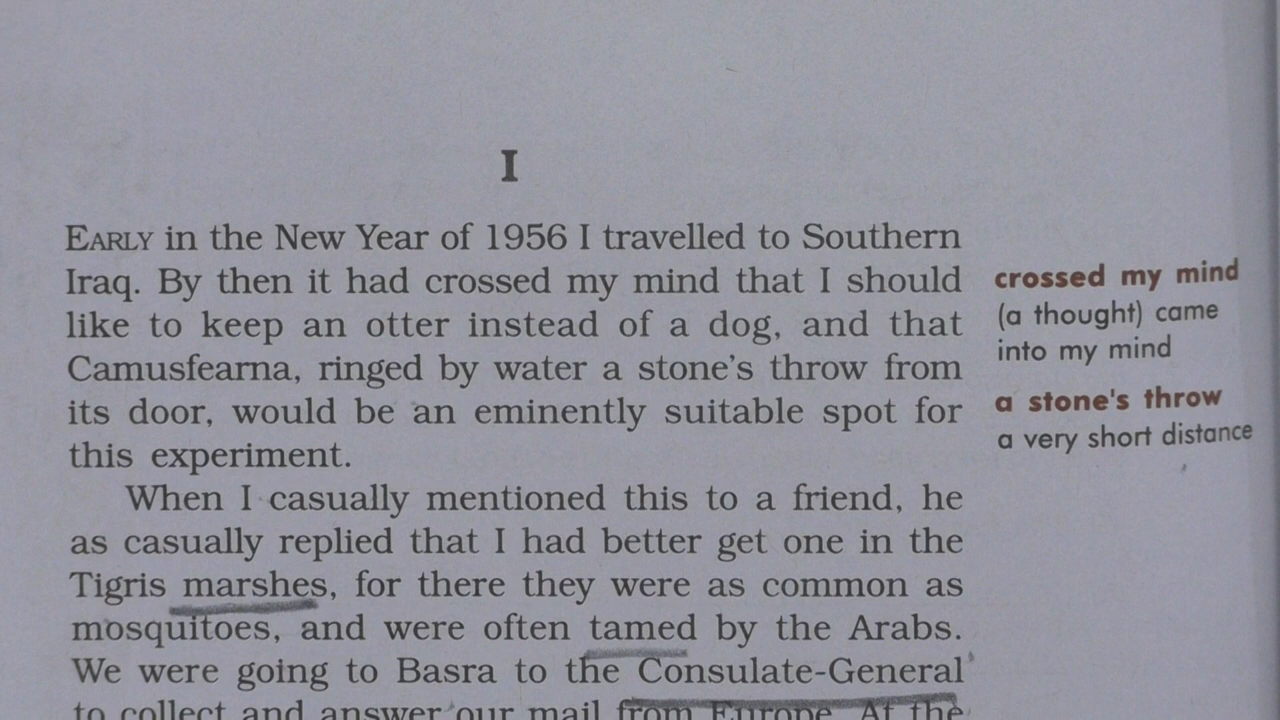 I
EARLY in the New Year of 1956 I travelled to Southern
Iraq. By then it had crossed my mind that I should
like to keep an otter instead of a dog, and that
Camusfearna, ringed by water a stone's throw from
its door, would be an eminently suitable spot for
this experiment.
When I casually mentioned this to a friend, he
as casually replied that I had better get one in the
Tigris marshes, for there they were as common as
mosquitoes, and were often tamed by the Arabs.
We were going to Basra to the Consulate-General
to collect and answer our mail from Europe. At the
crossed my mind
(a thought) came
into my mind
a stone's throw
a very short distance